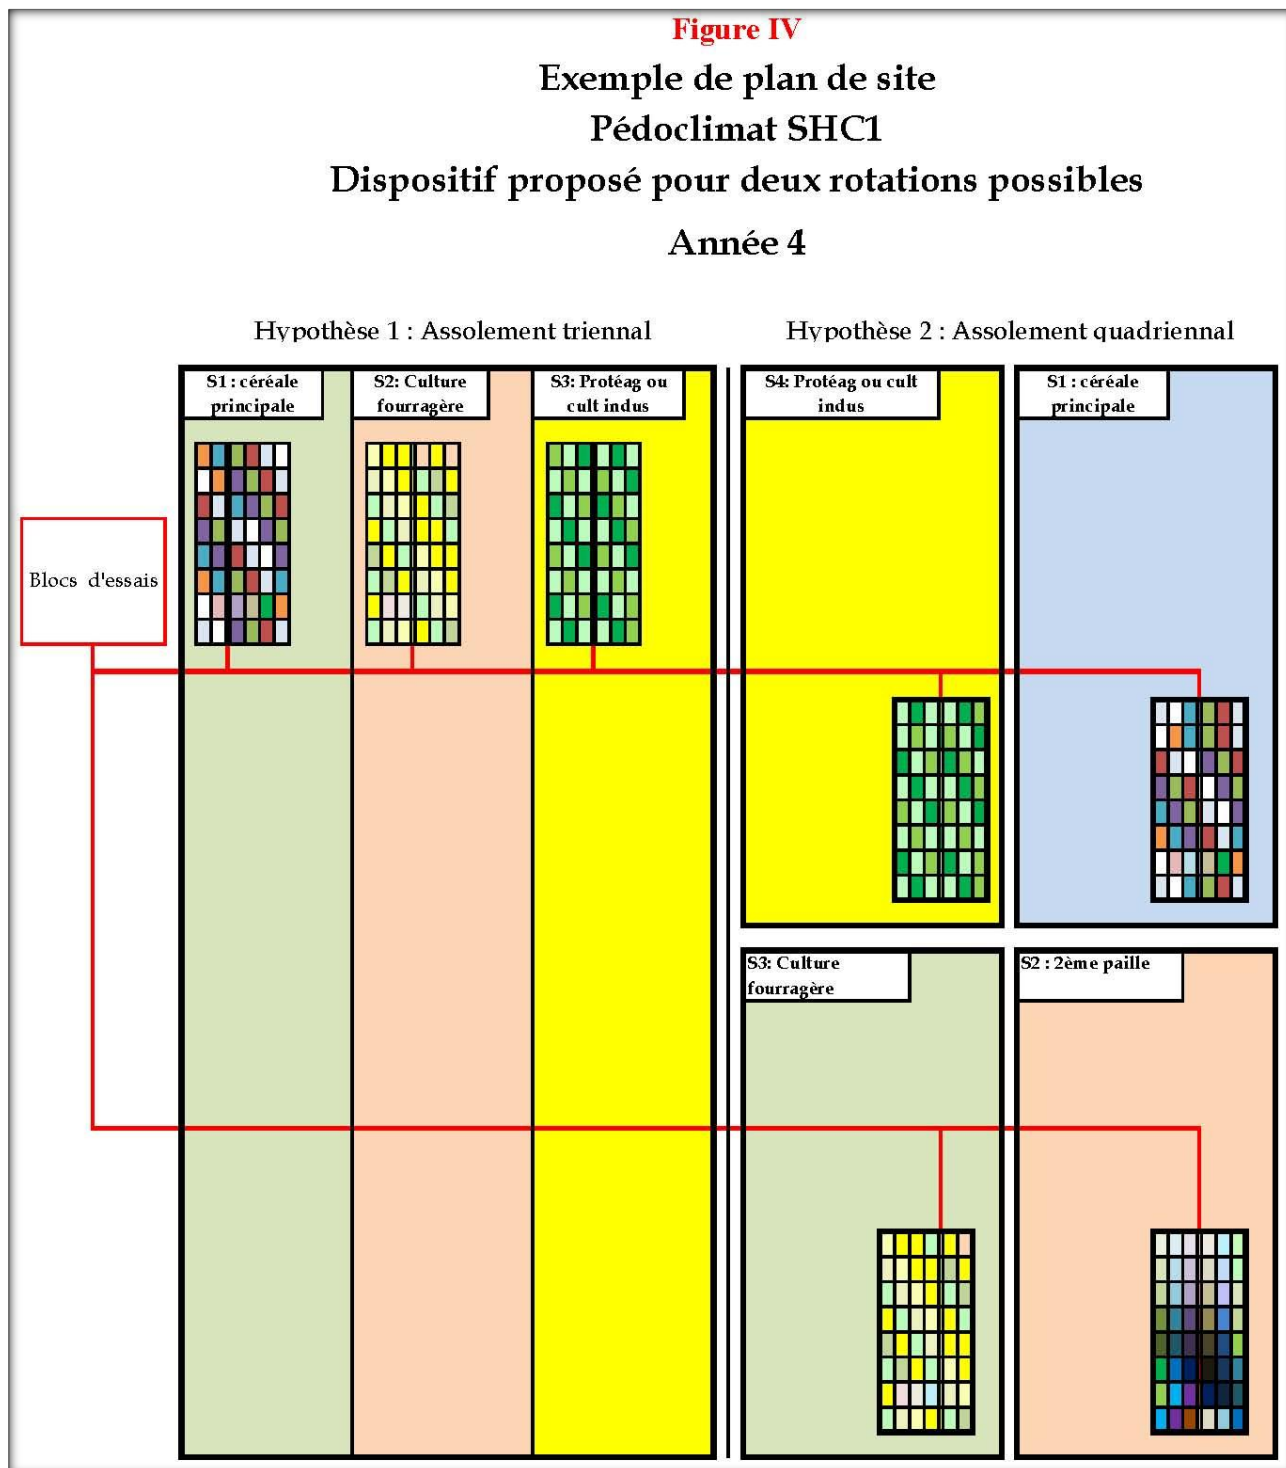 Figure IV
Exemple de plan de site
Pédoclimat SHC1
Dispositif proposé pour deux rotations possibles
Année 4
Hypothèse 1 : Assolement triennal
Hypothèse 2 : Assolement quadriennal
S1 : céréale
principale
S2: Culture
fourragère
S3: Protéag ou
cult indus
S4: Protéag ou cult
indus
S1 : céréale
principale
Blocs d'essais
S3: Culture
fourragère
S2 : 2ème paille